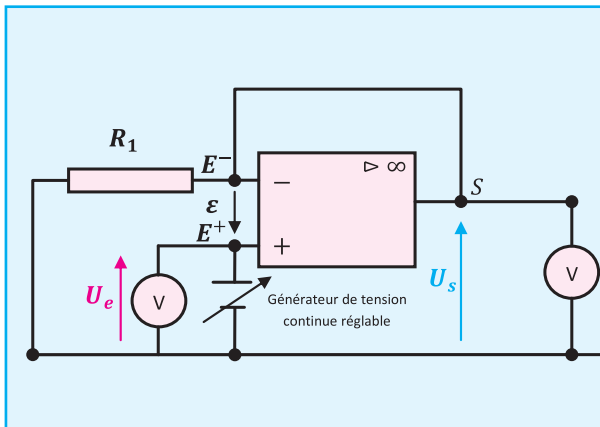 R₁
E⁻
− ▷ ∞
S
ε
E⁺
+
Uₑ
V
Générateur de tension
continue réglable
Uₛ
V